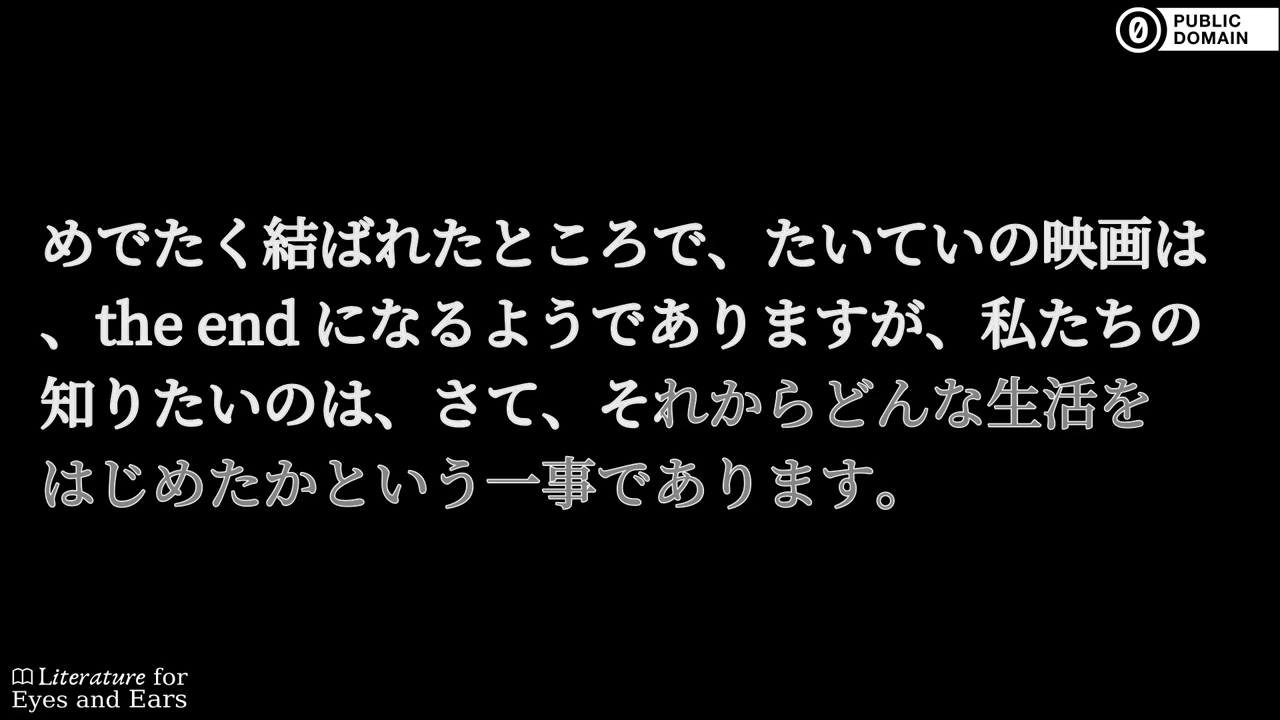 PUBLIC
DOMAIN
めでたく結ばれたところで、たいていの映画は
、the end になるようでありますが、私たちの
知りたいのは、さて、それからどんな生活を
はじめたかという一事であります。
Literature for
Eyes and Ears